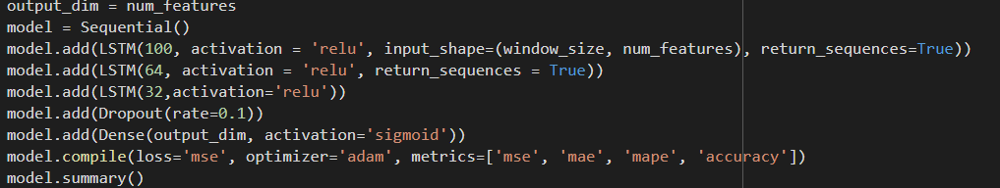 output_dim = num_features
model = Sequential()
model.add(LSTM(100, activation = 'relu', input_shape=(window_size, num_features), return_sequences=True))
model.add(LSTM(64, activation = 'relu', return_sequences = True))
model.add(LSTM(32,activation='relu'))
model.add(Dropout(rate=0.1))
model.add(Dense(output_dim, activation='sigmoid'))
model.compile(loss='mse', optimizer='adam', metrics=['mse', 'mae', 'mape', 'accuracy'])
model.summary()